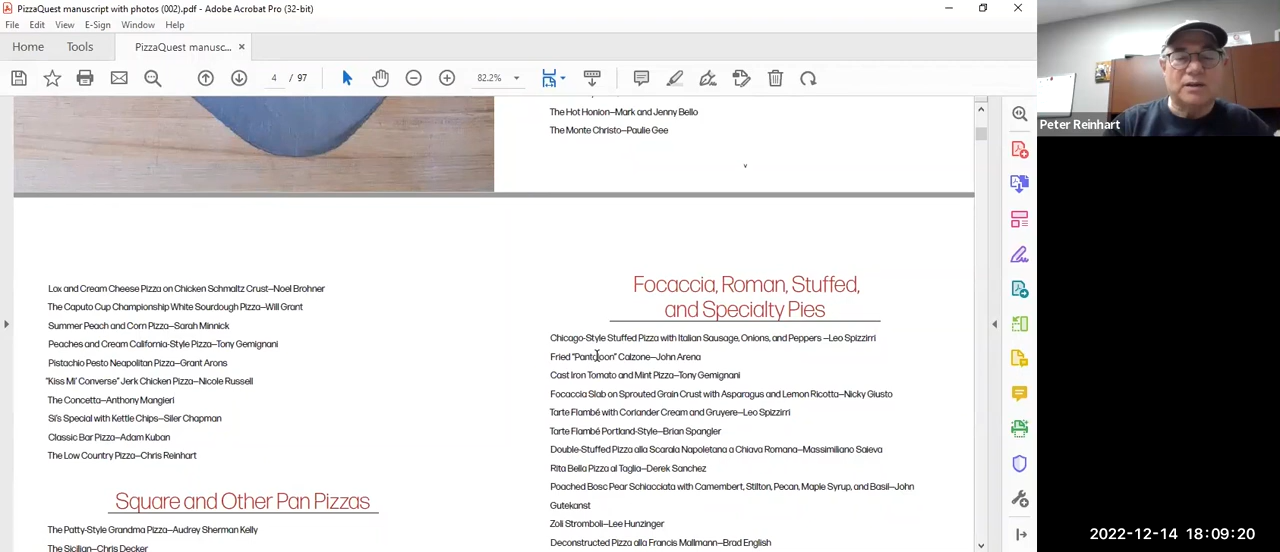 PizzaQuest manuscript with photos (002).pdf - Adobe Acrobat Pro (32-bit)
File Edit View E-Sign Window Help
Home Tools PizzaQuest manusc... ×
4 / 97 82.2%
The Hot Honion—Mark and Jenny Bello
The Monte Christo—Paulie Gee
v
Lox and Cream Cheese Pizza on Chicken Schmaltz Crust—Noel Brohner
The Caputo Cup Championship White Sourdough Pizza—Will Grant
Summer Peach and Corn Pizza—Sarah Minnick
Peaches and Cream California-Style Pizza—Tony Gemignani
Pistachio Pesto Neapolitan Pizza—Grant Arons
"Kiss Mi' Converse" Jerk Chicken Pizza—Nicole Russell
The Concetta—Anthony Mangieri
Si's Special with Kettle Chips—Siler Chapman
Classic Bar Pizza—Adam Kuban
The Low Country Pizza—Chris Reinhart
Square and Other Pan Pizzas
The Patty-Style Grandma Pizza—Audrey Sherman Kelly
The Sicilian—Chris Decker
Focaccia, Roman, Stuffed,
and Specialty Pies
Chicago-Style Stuffed Pizza with Italian Sausage, Onions, and Peppers —Leo Spizzirri
Fried "Pantaloon" Calzone—John Arena
Cast Iron Tomato and Mint Pizza—Tony Gemignani
Focaccia Slab on Sprouted Grain Crust with Asparagus and Lemon Ricotta—Nicky Giusto
Tarte Flambé with Coriander Cream and Gruyere—Leo Spizzirri
Tarte Flambé Portland-Style—Brian Spangler
Double-Stuffed Pizza alla Scarala Napoletana a Chiava Romana—Massimiliano Saieva
Rita Bella Pizza al Taglia—Derek Sanchez
Poached Bosc Pear Schiacciata with Camembert, Stilton, Pecan, Maple Syrup, and Basil—John
Gutekanst
Zoli Stromboli—Lee Hunzinger
Deconstructed Pizza alla Francis Mallmann—Brad English
Peter Reinhart
2022-12-14 18:09:20